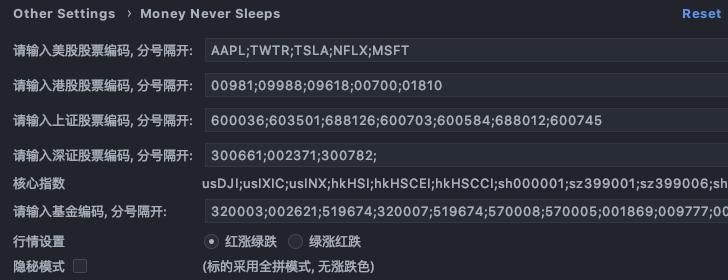 Other Settings › Money Never Sleeps Reset
请输入美股股票编码, 分号隔开: AAPL;TWTR;TSLA;NFLX;MSFT
请输入港股股票编码, 分号隔开: 00981;09988;09618;00700;01810
请输入上证股票编码, 分号隔开: 600036;603501;688126;600703;600584;688012;600745
请输入深证股票编码, 分号隔开: 300661;002371;300782;
核心指数 usDJI;usIXIC;usINX;hkHSI;hkHSCEI;hkHSCCI;sh000001;sz399001;sz399006;sh
请输入基金编码, 分号隔开: 320003;002621;519674;320007;519674;570008;570005;001869;009777;00
行情设置 红涨绿跌 绿涨红跌
隐秘模式 (标的采用全拼模式, 无涨跌色)